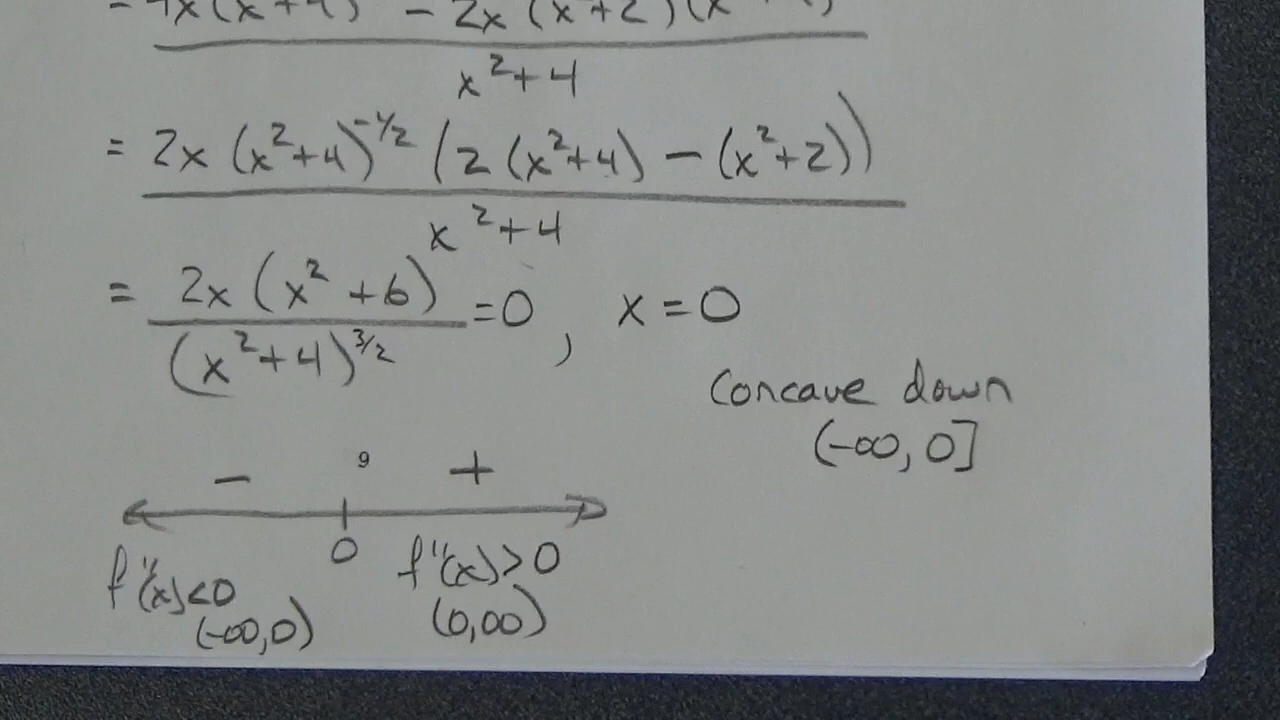 x²+4
= 2x (x²+4)^-1/2 (2 (x²+4) - (x²+2))
x²+4
= 2x (x² +6) =0 , x = 0
(x²+4)^3/2
Concave down
(-∞, 0]
- 9 +
0
f"(x)<0 f"(x)>0
(-∞,0) (0,∞)